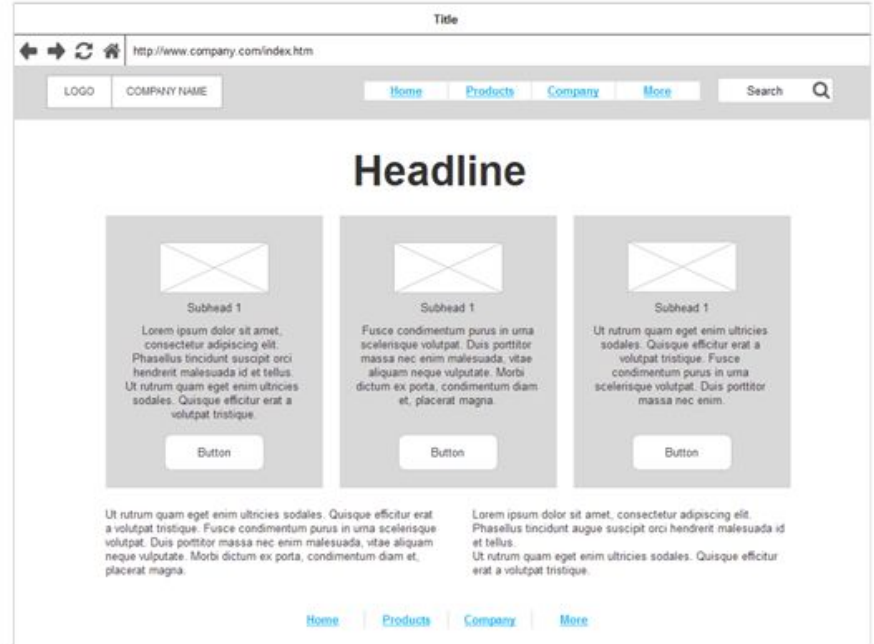 Title
http://www.company.com/index.htm
LOGO
COMPANY NAME
Home
Products
Company
More
Search
Headline
Subhead 1
Lorem ipsum dolor sit amet,
consectetur adipiscing elit.
Phasellus tincidunt suscipit orci
hendrerit malesuada id et tellus.
Ut rutrum quam eget enim ultricies
sodales. Quisque efficitur erat a
volutpat tristique.
Button
Subhead 1
Fusce condimentum purus in urna
scelerisque volutpat. Duis porttitor
massa nec enim malesuada, vitae
aliquam neque vulputate. Morbi
dictum ex porta, condimentum diam
et, placerat magna.
Button
Subhead 1
Ut rutrum quam eget enim ultricies
sodales. Quisque efficitur erat a
volutpat tristique. Fusce
condimentum purus in urna
scelerisque volutpat. Duis porttitor
massa nec enim.
Button
Ut rutrum quam eget enim ultricies sodales. Quisque efficitur erat
a volutpat tristique. Fusce condimentum purus in urna scelerisque
volutpat. Duis porttitor massa nec enim malesuada, vitae aliquam
neque vulputate. Morbi dictum ex porta, condimentum diam et,
placerat magna.
Lorem ipsum dolor sit amet, consectetur adipiscing elit.
Phasellus tincidunt augue suscipit orci hendrerit malesuada id
et tellus.
Ut rutrum quam eget enim ultricies sodales. Quisque efficitur
erat a volutpat tristique.
Home
Products
Company
More